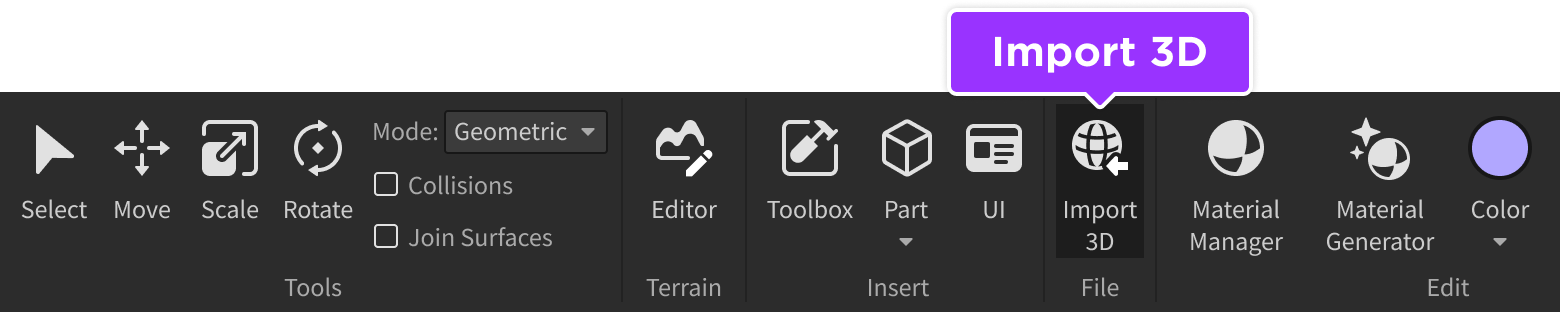 Import 3D
Mode: Geometric
Collisions
Join Surfaces
Select Move Scale Rotate
Tools
Editor
Terrain
Toolbox Part UI
Insert
Import
3D
File
Material
Manager
Material
Generator
Color
Edit